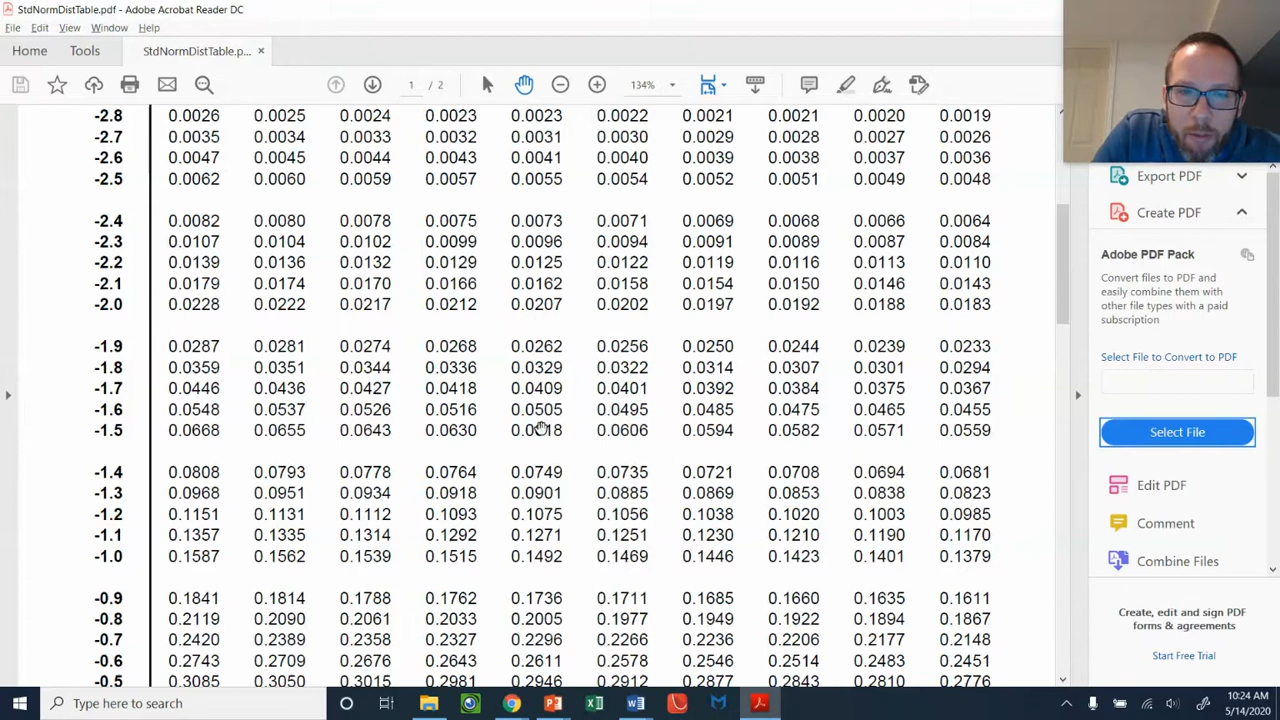 StdNormDistTable.pdf - Adobe Acrobat Reader DC
File Edit View Window Help
Home Tools StdNormDistTable.p... ×
1 / 2 134%
-2.8 0.0026 0.0025 0.0024 0.0023 0.0023 0.0022 0.0021 0.0021 0.0020 0.0019
-2.7 0.0035 0.0034 0.0033 0.0032 0.0031 0.0030 0.0029 0.0028 0.0027 0.0026
-2.6 0.0047 0.0045 0.0044 0.0043 0.0041 0.0040 0.0039 0.0038 0.0037 0.0036
-2.5 0.0062 0.0060 0.0059 0.0057 0.0055 0.0054 0.0052 0.0051 0.0049 0.0048
-2.4 0.0082 0.0080 0.0078 0.0075 0.0073 0.0071 0.0069 0.0068 0.0066 0.0064
-2.3 0.0107 0.0104 0.0102 0.0099 0.0096 0.0094 0.0091 0.0089 0.0087 0.0084
-2.2 0.0139 0.0136 0.0132 0.0129 0.0125 0.0122 0.0119 0.0116 0.0113 0.0110
-2.1 0.0179 0.0174 0.0170 0.0166 0.0162 0.0158 0.0154 0.0150 0.0146 0.0143
-2.0 0.0228 0.0222 0.0217 0.0212 0.0207 0.0202 0.0197 0.0192 0.0188 0.0183
-1.9 0.0287 0.0281 0.0274 0.0268 0.0262 0.0256 0.0250 0.0244 0.0239 0.0233
-1.8 0.0359 0.0351 0.0344 0.0336 0.0329 0.0322 0.0314 0.0307 0.0301 0.0294
-1.7 0.0446 0.0436 0.0427 0.0418 0.0409 0.0401 0.0392 0.0384 0.0375 0.0367
-1.6 0.0548 0.0537 0.0526 0.0516 0.0505 0.0495 0.0485 0.0475 0.0465 0.0455
-1.5 0.0668 0.0655 0.0643 0.0630 0.0606 0.0594 0.0582 0.0571 0.0559
-1.4 0.0808 0.0793 0.0778 0.0764 0.0749 0.0735 0.0721 0.0708 0.0694 0.0681
-1.3 0.0968 0.0951 0.0934 0.0918 0.0901 0.0885 0.0869 0.0853 0.0838 0.0823
-1.2 0.1151 0.1131 0.1112 0.1093 0.1075 0.1056 0.1038 0.1020 0.1003 0.0985
-1.1 0.1357 0.1335 0.1314 0.1292 0.1271 0.1251 0.1230 0.1210 0.1190 0.1170
-1.0 0.1587 0.1562 0.1539 0.1515 0.1492 0.1469 0.1446 0.1423 0.1401 0.1379
-0.9 0.1841 0.1814 0.1788 0.1762 0.1736 0.1711 0.1685 0.1660 0.1635 0.1611
-0.8 0.2119 0.2090 0.2061 0.2033 0.2005 0.1977 0.1949 0.1922 0.1894 0.1867
-0.7 0.2420 0.2389 0.2358 0.2327 0.2296 0.2266 0.2236 0.2206 0.2177 0.2148
-0.6 0.2743 0.2709 0.2676 0.2643 0.2611 0.2578 0.2546 0.2514 0.2483 0.2451
-0.5 0.3085 0.3050 0.3015 0.2981 0.2946 0.2912 0.2877 0.2843 0.2810 0.2776
Export PDF
Create PDF
Adobe PDF Pack
Convert files to PDF and
easily combine them with
other file types with a paid
subscription
Select File to Convert to PDF
Select File
Edit PDF
Comment
Combine Files
Create, edit and sign PDF
forms & agreements
Start Free Trial
Type here to search
10:24 AM
5/14/2020